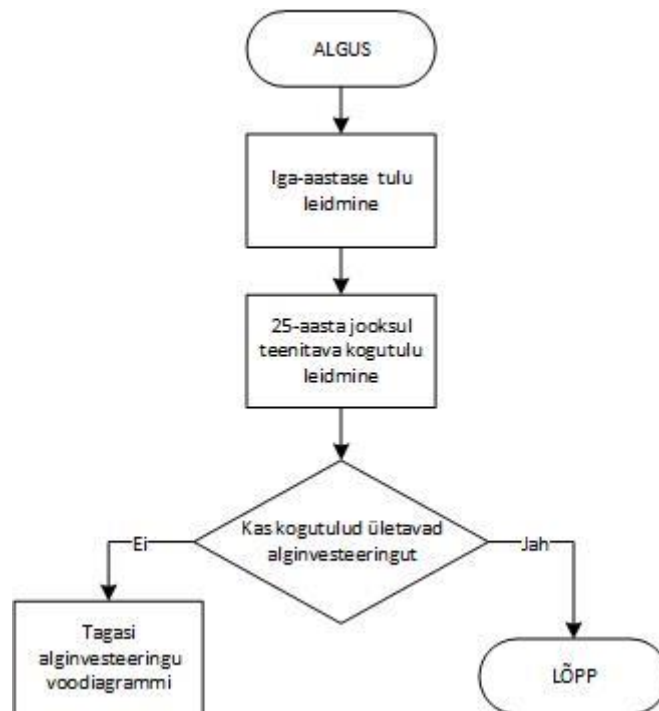 ALGUS
Iga-aastase tulu
leidmine
25-aasta jooksul
teenitava kogutulu
leidmine
Kas kogutulud ületavad
alginvesteeringut
Ei
Jah
Tagasi
alginvesteeringu
voodiagrammi
LÕPP